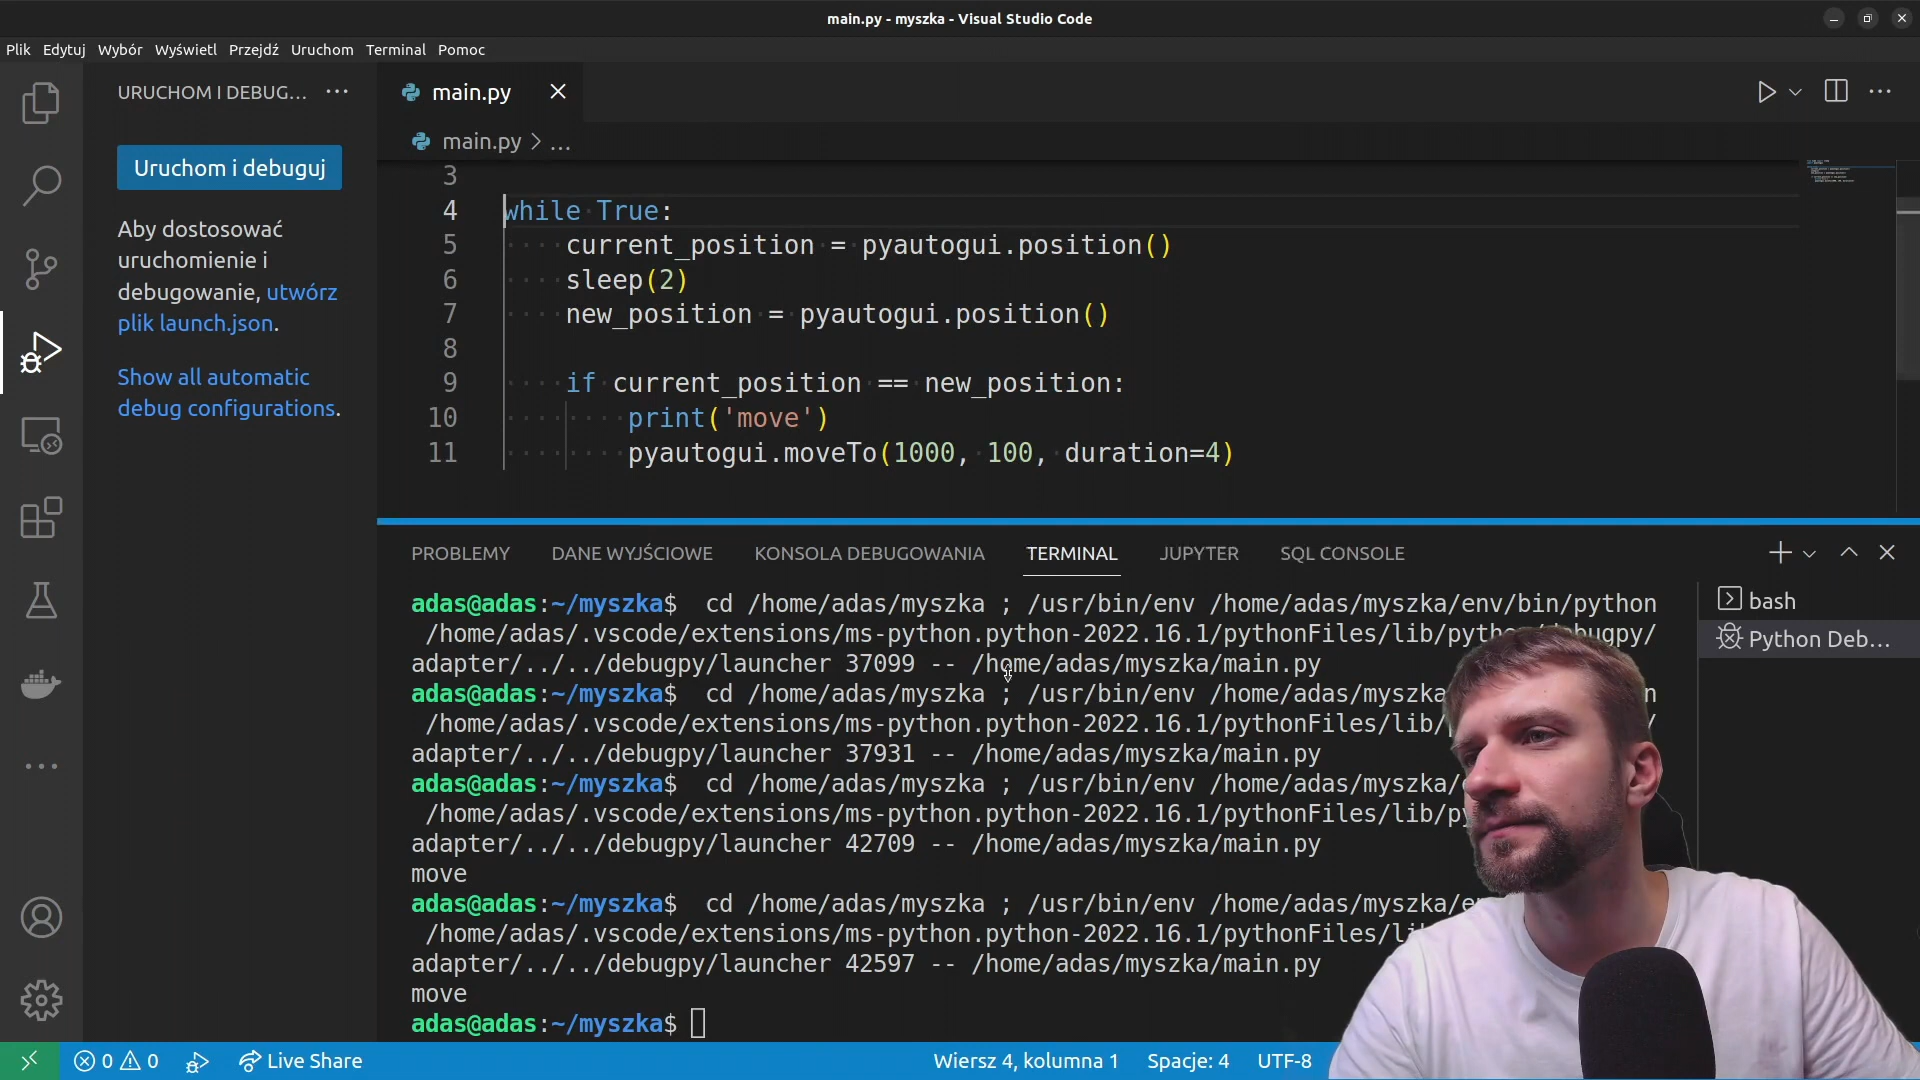 main.py - myszka - Visual Studio Code
Plik Edytuj Wybór Wyświetl Przejdź Uruchom Terminal Pomoc
URUCHOM I DEBUG... ···
Uruchom i debuguj
Aby dostosować
uruchomienie i
debugowanie, utwórz
plik launch.json.
Show all automatic
debug configurations.
main.py
main.py > ...
3
4 while True:
5 current_position = pyautogui.position()
6 sleep(2)
7 new_position = pyautogui.position()
8
9 if current_position == new_position:
10 print('move')
11 pyautogui.moveTo(1000, 100, duration=4)
PROBLEMY DANE WYJŚCIOWE KONSOLA DEBUGOWANIA TERMINAL JUPYTER SQL CONSOLE
adas@adas:~/myszka$ cd /home/adas/myszka ; /usr/bin/env /home/adas/myszka/env/bin/python
/home/adas/.vscode/extensions/ms-python.python-2022.16.1/pythonFiles/lib/python/debugpy/
adapter/../../debugpy/launcher 37099 -- /home/adas/myszka/main.py
adas@adas:~/myszka$ cd /home/adas/myszka ; /usr/bin/env /home/adas/myszka
/home/adas/.vscode/extensions/ms-python.python-2022.16.1/pythonFiles/lib/
adapter/../../debugpy/launcher 37931 -- /home/adas/myszka/main.py
adas@adas:~/myszka$ cd /home/adas/myszka ; /usr/bin/env /home/adas/myszka/
/home/adas/.vscode/extensions/ms-python.python-2022.16.1/pythonFiles/lib/py
adapter/../../debugpy/launcher 42709 -- /home/adas/myszka/main.py
move
adas@adas:~/myszka$ cd /home/adas/myszka ; /usr/bin/env /home/adas/myszka/e
/home/adas/.vscode/extensions/ms-python.python-2022.16.1/pythonFiles/li
adapter/../../debugpy/launcher 42597 -- /home/adas/myszka/main.py
move
adas@adas:~/myszka$
bash
Python Deb...
0 0 Live Share Wiersz 4, kolumna 1 Spacje: 4 UTF-8